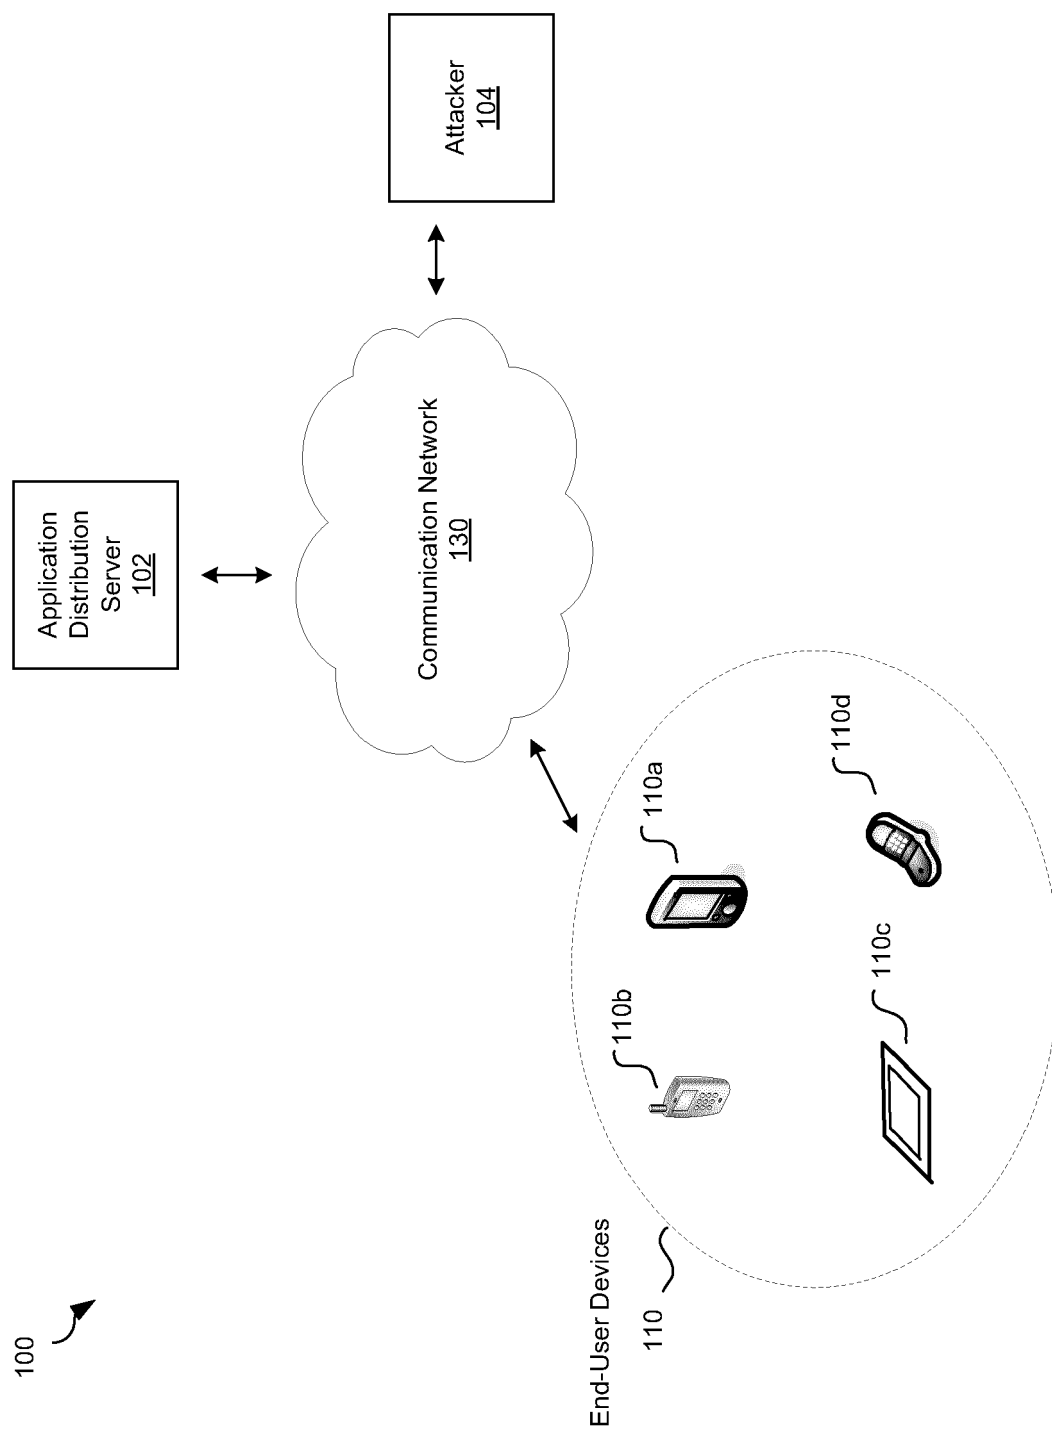 100
Application
Distribution
Server
102
Attacker
104
Communication Network
130
End-User Devices
110
110b
110a
110c
110d